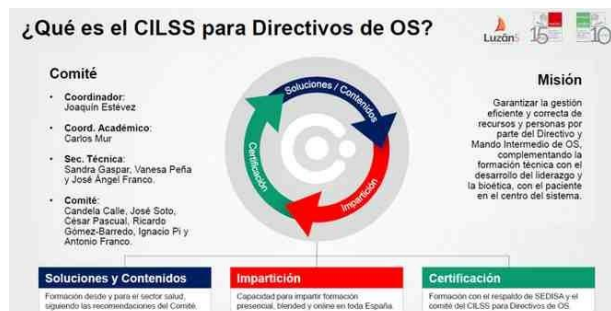 ¿Qué es el CILSS para Directivos de OS?
Luzán5
15
10
Comité
• Coordinador:
Joaquín Estévez
• Coord. Académico:
Carlos Mur
• Sec. Técnica:
Sandra Gaspar, Vanesa Peña
y José Ángel Franco.
• Comité:
Candela Calle, José Soto,
César Pascual, Ricardo
Gómez-Barredo, Ignacio Pi y
Antonio Franco.
Soluciones / Contenidos
Impartición
Certificación
Misión
Garantizar la gestión
eficiente y correcta de
recursos y personas por
parte del Directivo y
Mando Intermedio de OS,
complementando la
formación técnica con el
desarrollo del liderazgo y
la bioética, con el paciente
en el centro del sistema.
Soluciones y Contenidos
Formación desde y para el sector salud,
siguiendo las recomendaciones del Comité,
Impartición
Capacidad para impartir formación
presencial, blended y online en toda España.
Certificación
Formación con el respaldo de SEDISA y el
comité del CILSS para Directivos de OS.